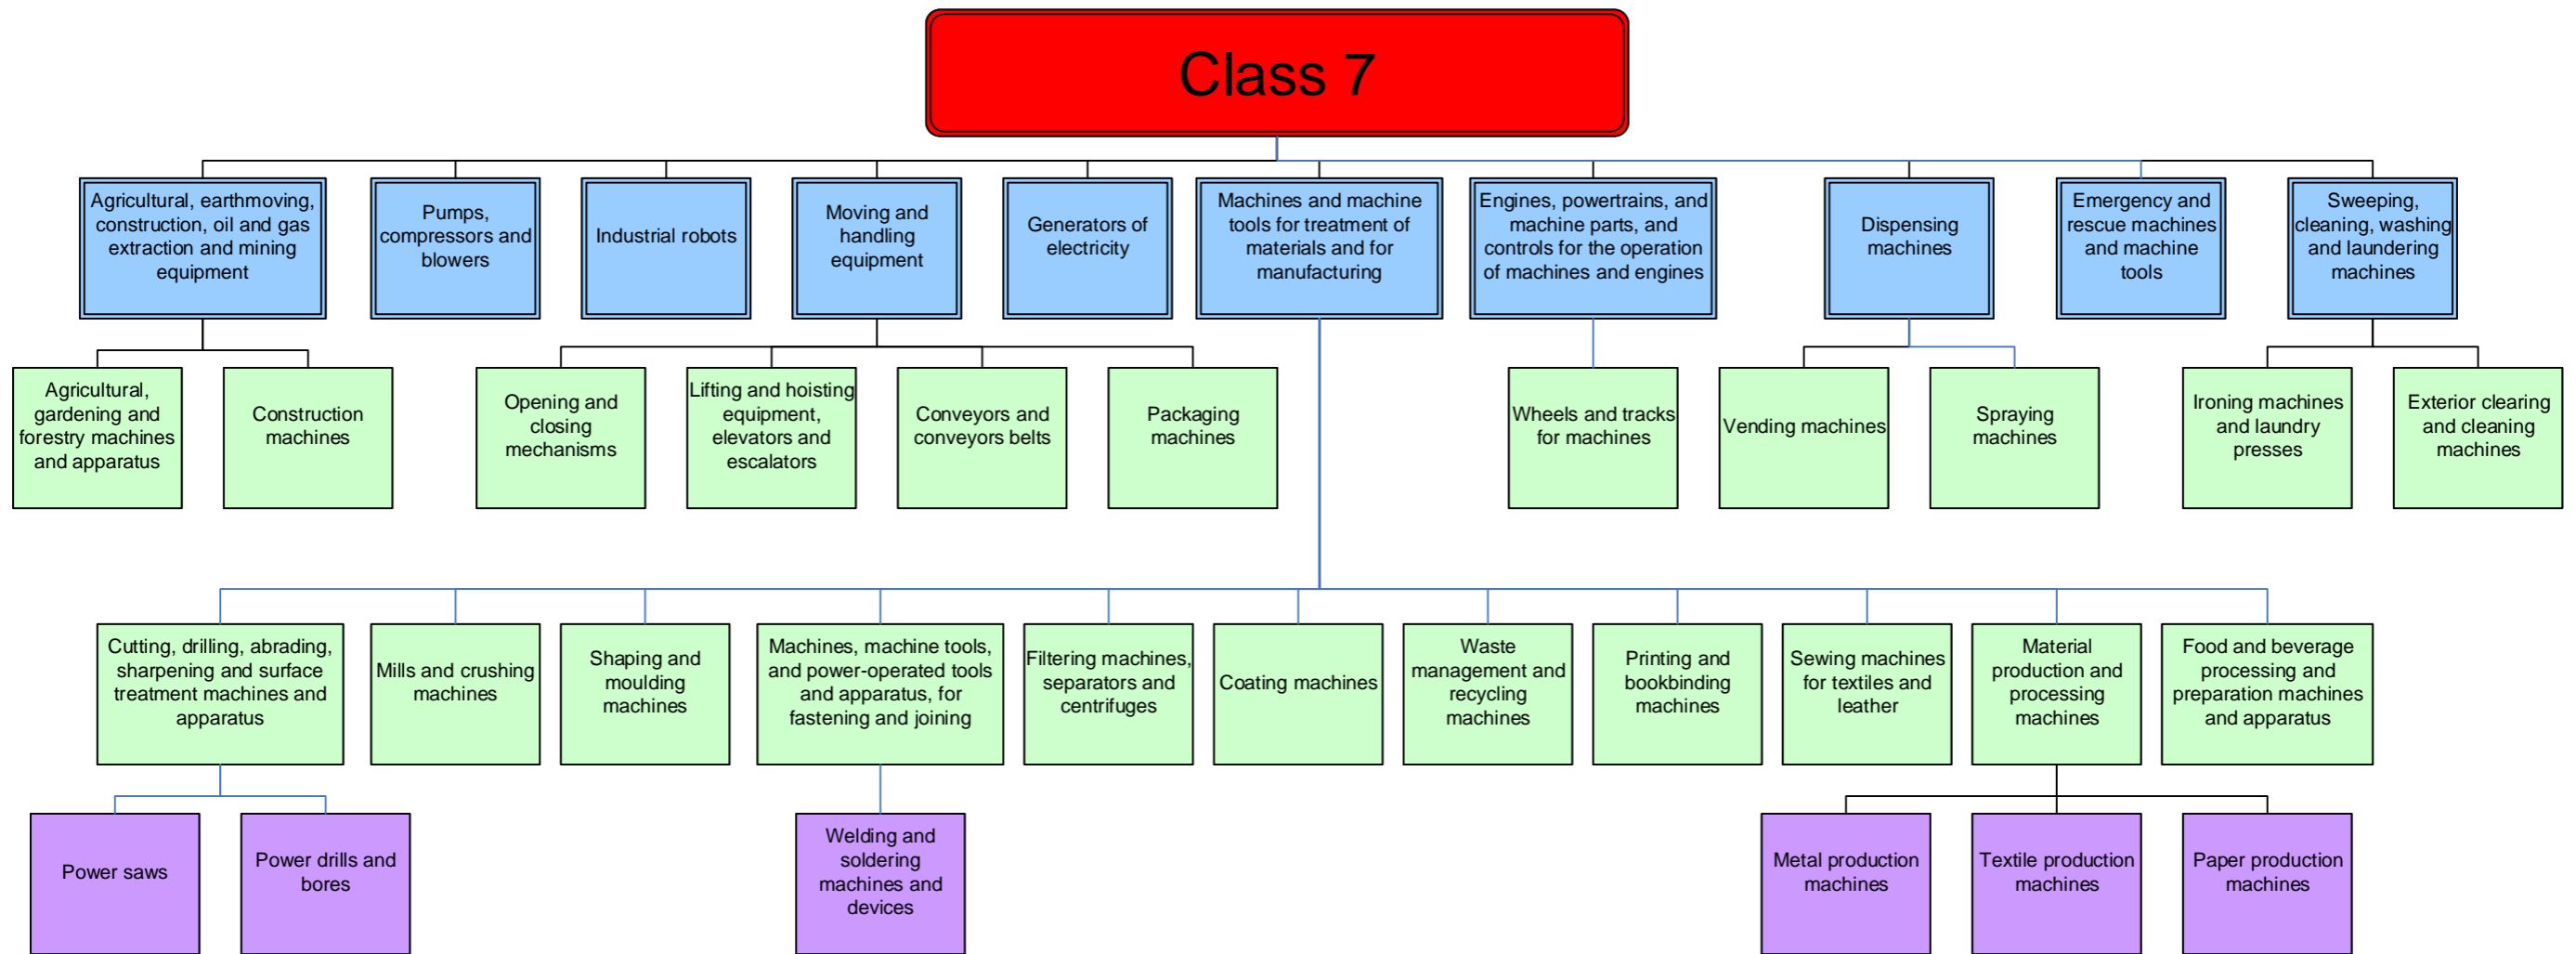 Class 7
Agricultural, earthmoving,
construction, oil and gas
extraction and mining
equipment
Pumps,
compressors and
blowers
Industrial robots
Moving and
handling
equipment
Generators of
electricity
Machines and machine
tools for treatment of
materials and for
manufacturing
Engines, powertrains, and
machine parts, and
controls for the operation
of machines and engines
Dispensing
machines
Emergency and
rescue machines
and machine
tools
Sweeping,
cleaning, washing
and laundering
machines
Agricultural,
gardening and
forestry machines
and apparatus
Construction
machines
Opening and
closing
mechanisms
Lifting and hoisting
equipment,
elevators and
escalators
Conveyors and
conveyors belts
Packaging
machines
Wheels and tracks
for machines
Vending machines
Spraying
machines
Ironing machines
and laundry
presses
Exterior clearing
and cleaning
machines
Cutting, drilling, abrading,
sharpening and surface
treatment machines and
apparatus
Mills and crushing
machines
Shaping and
moulding
machines
Machines, machine tools,
and power-operated tools
and apparatus, for
fastening and joining
Filtering machines,
separators and
centrifuges
Coating machines
Waste
management and
recycling
machines
Printing and
bookbinding
machines
Sewing machines
for textiles and
leather
Material
production and
processing
machines
Food and beverage
processing and
preparation machines
and apparatus
Power saws
Power drills and
bores
Welding and
soldering
machines and
devices
Metal production
machines
Textile production
machines
Paper production
machines